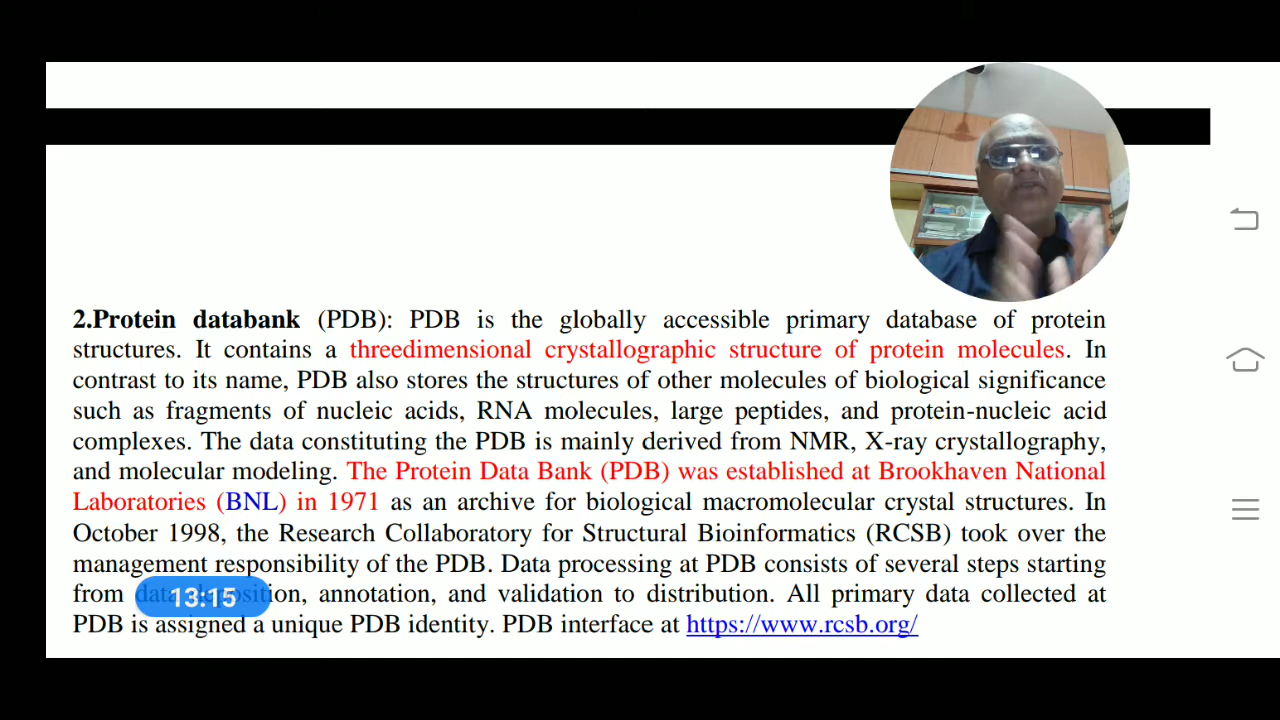 2.Protein databank (PDB): PDB is the globally accessible primary database of protein
structures. It contains a threedimensional crystallographic structure of protein molecules. In
contrast to its name, PDB also stores the structures of other molecules of biological significance
such as fragments of nucleic acids, RNA molecules, large peptides, and protein-nucleic acid
complexes. The data constituting the PDB is mainly derived from NMR, X-ray crystallography,
and molecular modeling. The Protein Data Bank (PDB) was established at Brookhaven National
Laboratories (BNL) in 1971 as an archive for biological macromolecular crystal structures. In
October 1998, the Research Collaboratory for Structural Bioinformatics (RCSB) took over the
management responsibility of the PDB. Data processing at PDB consists of several steps starting
from data deposition, annotation, and validation to distribution. All primary data collected at
13:15
PDB is assigned a unique PDB identity. PDB interface at https://www.rcsb.org/